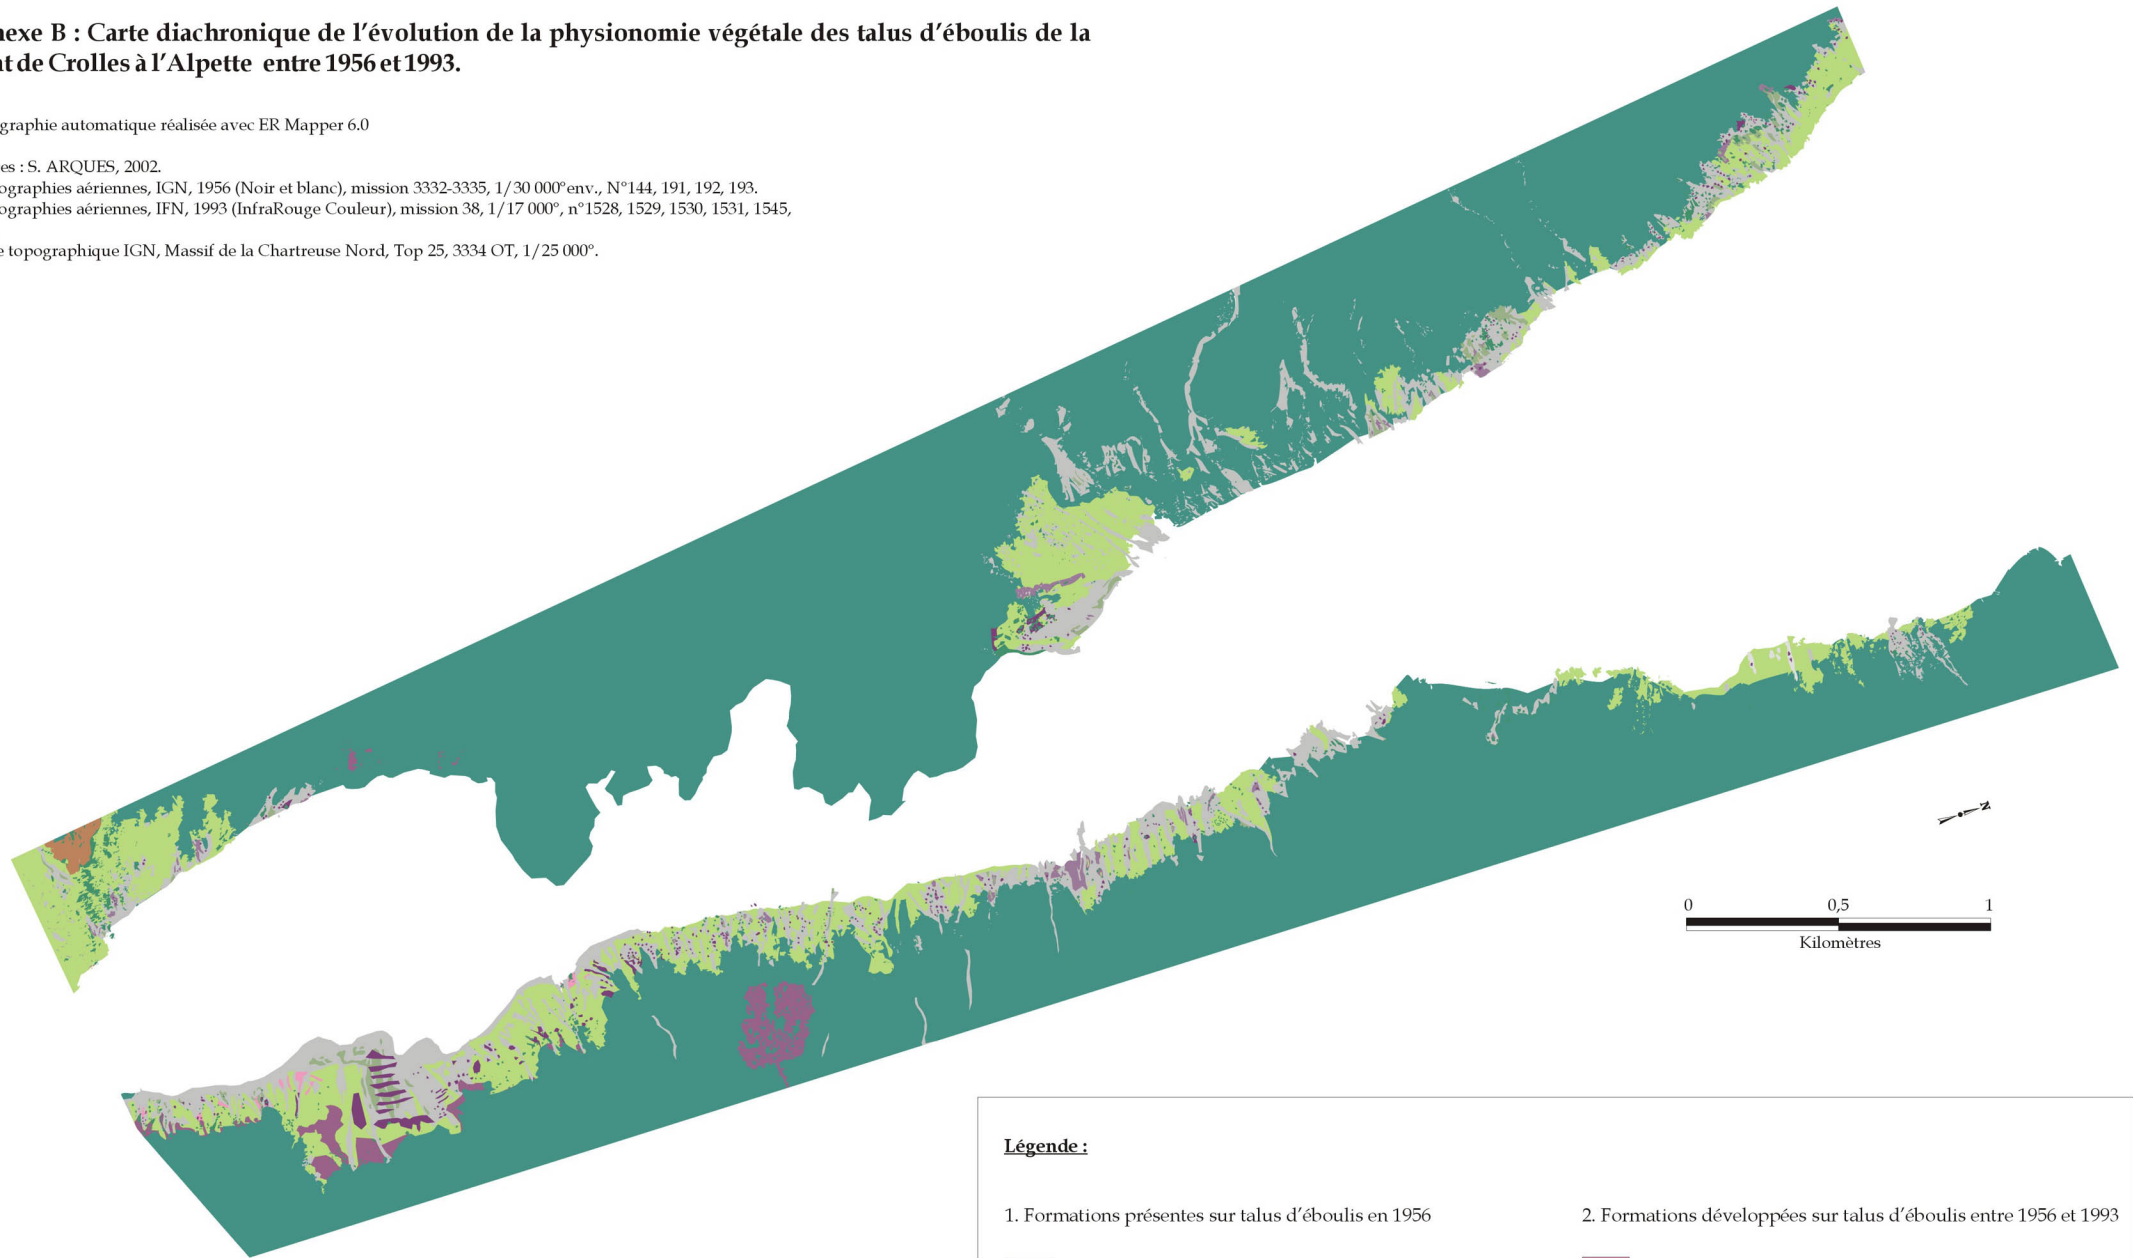 nexe B : Carte diachronique de l'évolution de la physionomie végétale des talus d'éboulis de la
nt de Crolles à l'Alpette entre 1956 et 1993.
graphie automatique réalisée avec ER Mapper 6.0
es : S. ARQUES, 2002.
ographies aériennes, IGN, 1956 (Noir et blanc), mission 3332-3335, 1/30 000° env., N°144, 191, 192, 193.
ographies aériennes, IFN, 1993 (InfraRouge Couleur), mission 38, 1/17 000°, n°1528, 1529, 1530, 1531, 1545,
e topographique IGN, Massif de la Chartreuse Nord, Top 25, 3334 OT, 1/25 000°.
N
0 0,5 1
Kilomètres
Légende :
1. Formations présentes sur talus d'éboulis en 1956
2. Formations développées sur talus d'éboulis entre 1956 et 1993